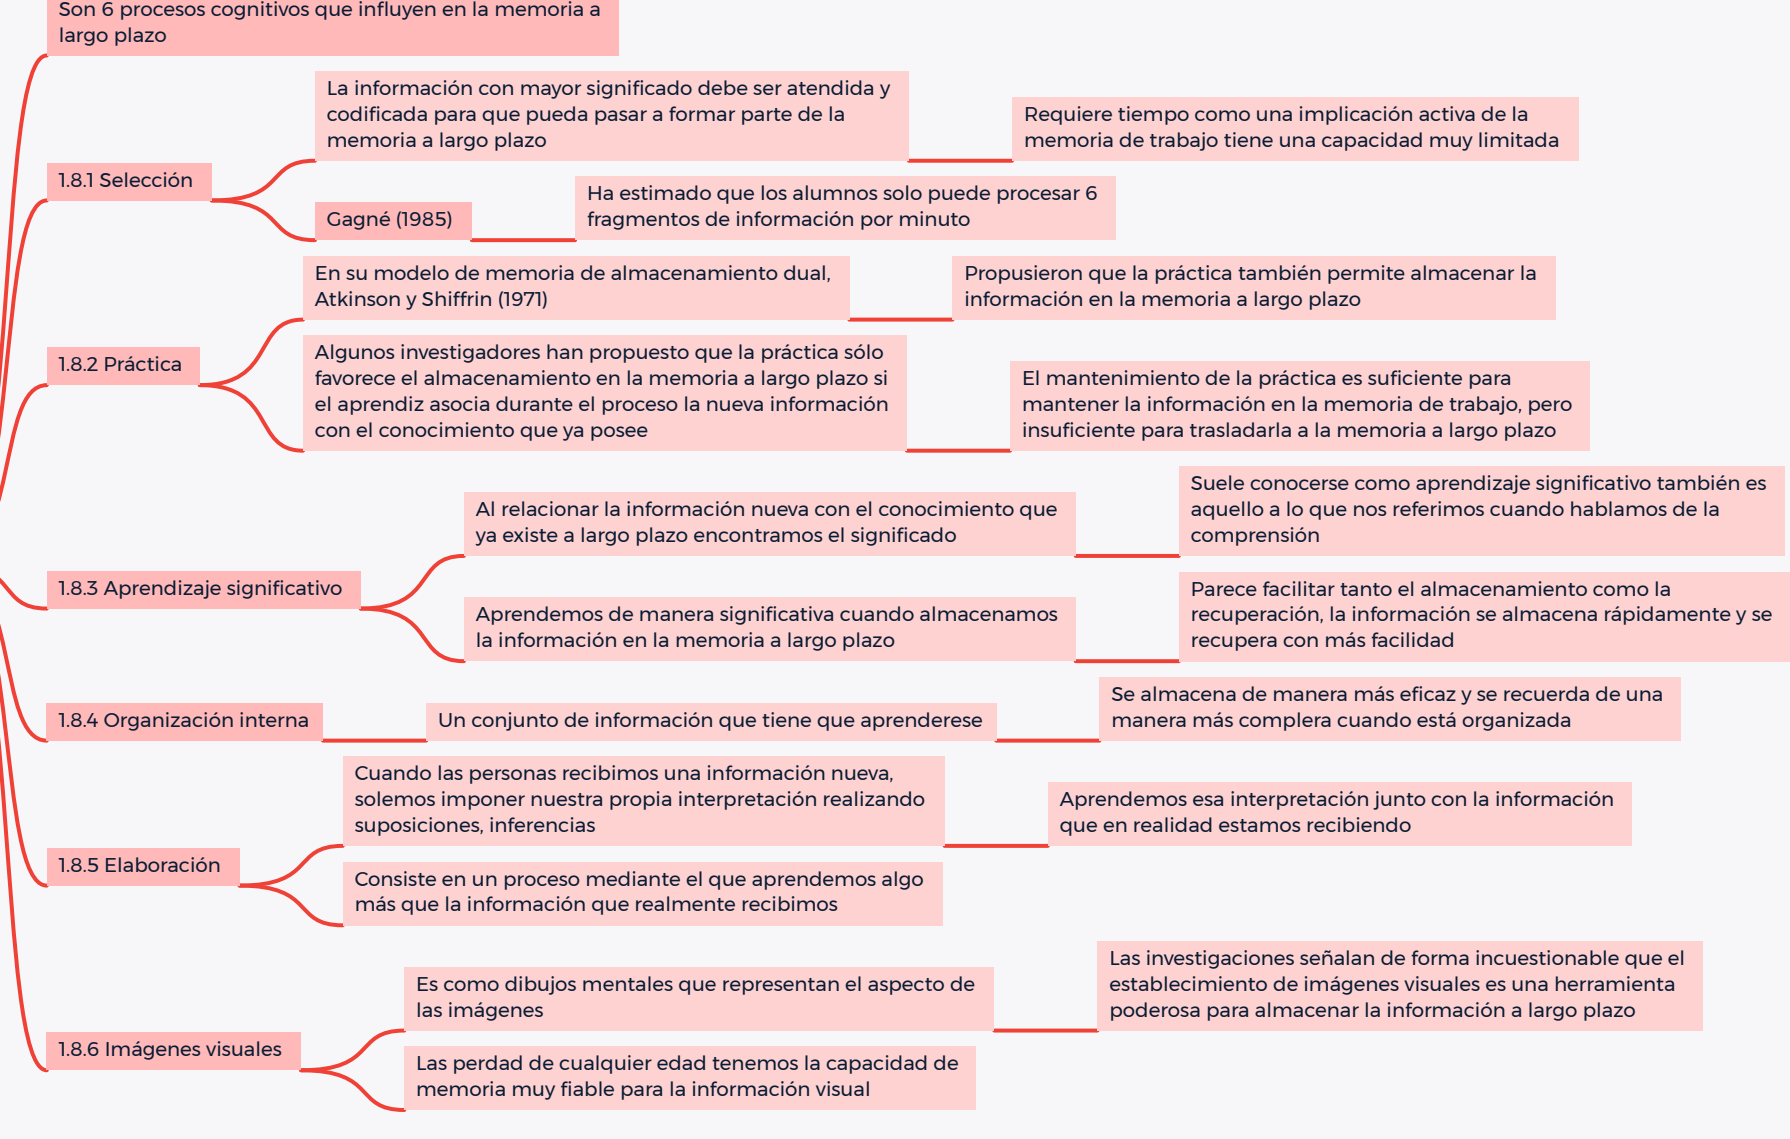 Son 6 procesos cognitivos que influyen en la memoria a
largo plazo
1.8.1 Selección
La información con mayor significado debe ser atendida y
codificada para que pueda pasar a formar parte de la
memoria a largo plazo
Requiere tiempo como una implicación activa de la
memoria de trabajo tiene una capacidad muy limitada
Gagné (1985)
Ha estimado que los alumnos solo puede procesar 6
fragmentos de información por minuto
1.8.2 Práctica
En su modelo de memoria de almacenamiento dual,
Atkinson y Shiffrin (1971)
Propusieron que la práctica también permite almacenar la
información en la memoria a largo plazo
Algunos investigadores han propuesto que la práctica sólo
favorece el almacenamiento en la memoria a largo plazo si
el aprendiz asocia durante el proceso la nueva información
con el conocimiento que ya posee
El mantenimiento de la práctica es suficiente para
mantener la información en la memoria de trabajo, pero
insuficiente para trasladarla a la memoria a largo plazo
1.8.3 Aprendizaje significativo
Al relacionar la información nueva con el conocimiento que
ya existe a largo plazo encontramos el significado
Suele conocerse como aprendizaje significativo también es
aquello a lo que nos referimos cuando hablamos de la
comprensión
Aprendemos de manera significativa cuando almacenamos
la información en la memoria a largo plazo
Parece facilitar tanto el almacenamiento como la
recuperación, la información se almacena rápidamente y se
recupera con más facilidad
1.8.4 Organización interna
Un conjunto de información que tiene que aprenderese
Se almacena de manera más eficaz y se recuerda de una
manera más complera cuando está organizada
1.8.5 Elaboración
Cuando las personas recibimos una información nueva,
solemos imponer nuestra propia interpretación realizando
suposiciones, inferencias
Aprendemos esa interpretación junto con la información
que en realidad estamos recibiendo
Consiste en un proceso mediante el que aprendemos algo
más que la información que realmente recibimos
1.8.6 Imágenes visuales
Es como dibujos mentales que representan el aspecto de
las imágenes
Las investigaciones señalan de forma incuestionable que el
establecimiento de imágenes visuales es una herramienta
poderosa para almacenar la información a largo plazo
Las perdad de cualquier edad tenemos la capacidad de
memoria muy fiable para la información visual